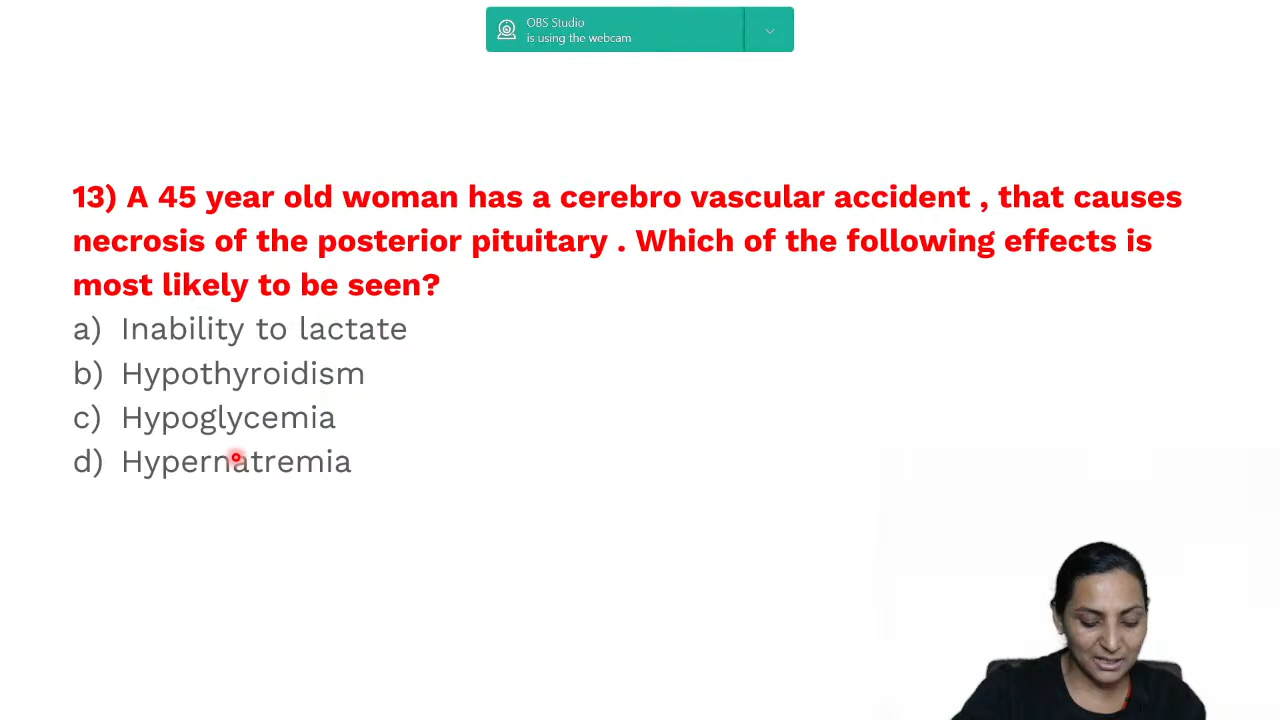 OBS Studio
is using the webcam
13) A 45 year old woman has a cerebro vascular accident , that causes
necrosis of the posterior pituitary . Which of the following effects is
most likely to be seen?
a) Inability to lactate
b) Hypothyroidism
c) Hypoglycemia
d) Hypernatremia